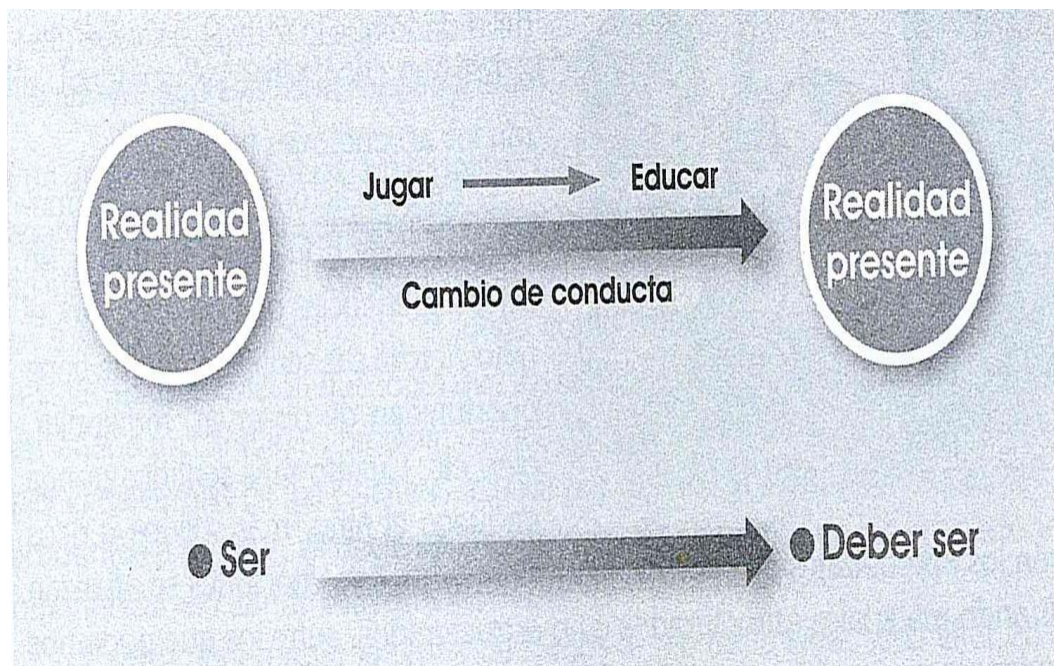 Realidad
presente
Jugar
Educar
Cambio de conducta
Realidad
presente
Ser
Deber ser